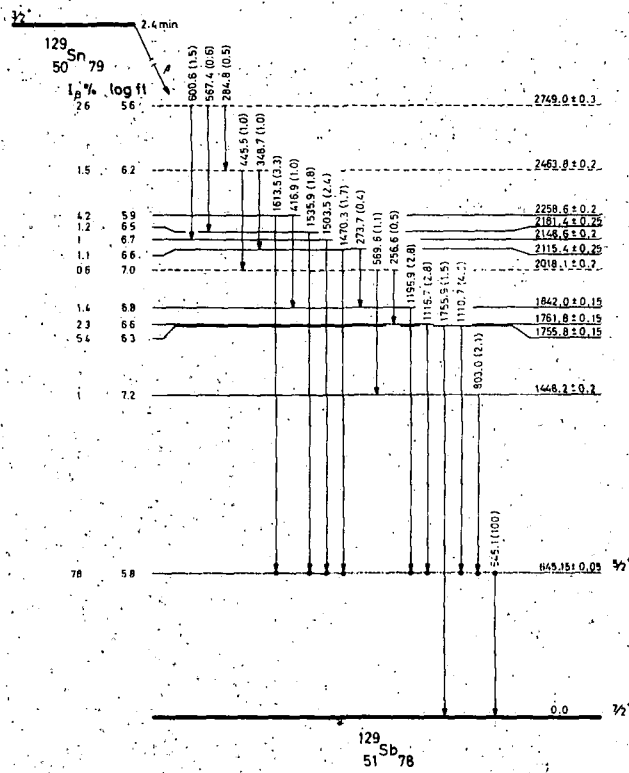 3/2+
2.4 min
129
50 Sn 79
β
Iβ% log ft
600.6 (1.5)
567.4 (0.6)
284.8 (0.5)
26 5.6 2749.0±0.3
445.5 (1.0)
348.7 (1.0)
1.5 6.2 2463.8±0.2
1613.5 (3.3)
416.9 (1.0)
1535.9 (1.8)
1503.5 (2.4)
1470.3 (1.7)
273.7 (0.4)
4.2 5.9 2258.6±0.2
1.2 6.5 2181.4±0.25
1 6.7 2148.6±0.2
1.1 6.6 2115.4±0.25
569.6 (1.1)
256.6 (0.5)
0.6 7.0 2018.1±0.2
1195.9 (2.8)
1755.9 (1.5)
1.4 6.8 1842.0±0.15
2.3 6.6 1761.8±0.15
5.4 6.3 1755.8±0.15
803.0 (2.1)
1 7.2 1448.2±0.2
645.1 (100)
78 5.8 645.15±0.05 5/2+
0.0 7/2+
129
51 Sb 78